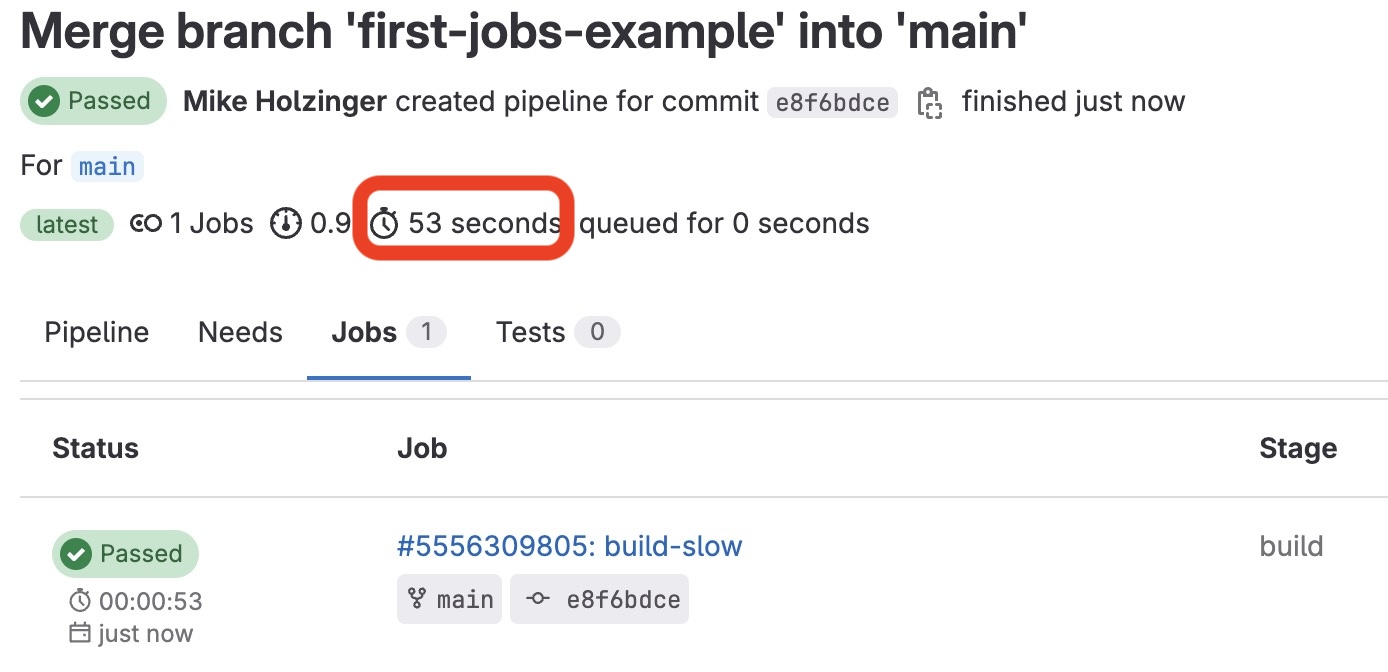 Merge branch 'first-jobs-example' into 'main'
Passed Mike Holzinger created pipeline for commit e8f6bdce finished just now
For main
latest 1 Jobs 0.9 53 seconds queued for 0 seconds
Pipeline Needs Jobs 1 Tests 0
Status Job Stage
Passed #5556309805: build-slow build
00:00:53 main e8f6bdce
just now